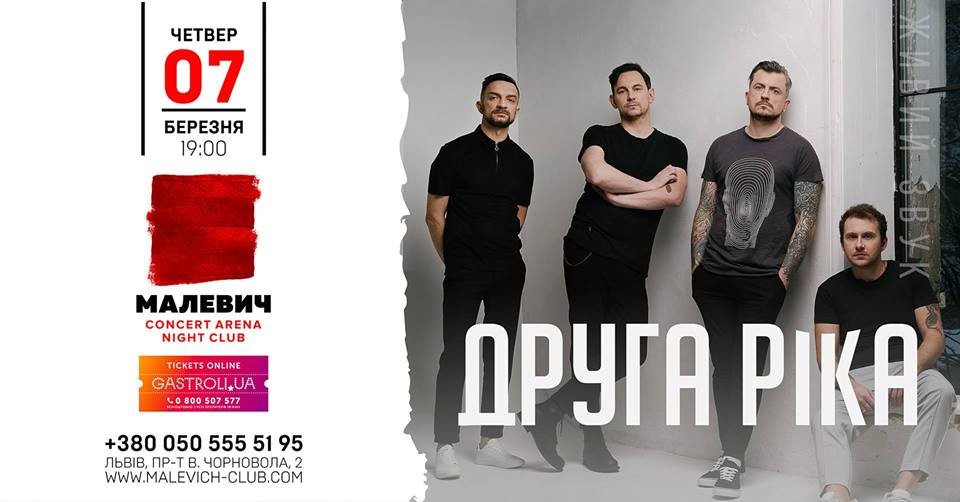 ЧЕТВЕР
07
БЕРЕЗНЯ
19:00
МАЛЕВИЧ
CONCERT ARENA
NIGHT CLUB
TICKETS ONLINE
GASTROLI.UA
0 800 507 577
+380 050 555 51 95
ЛЬВІВ, ПР-Т В. ЧОРНОВОЛА, 2
WWW.MALEVICH-CLUB.COM
ЖИВИЙ ЗВУК
ДРУГА РІКА